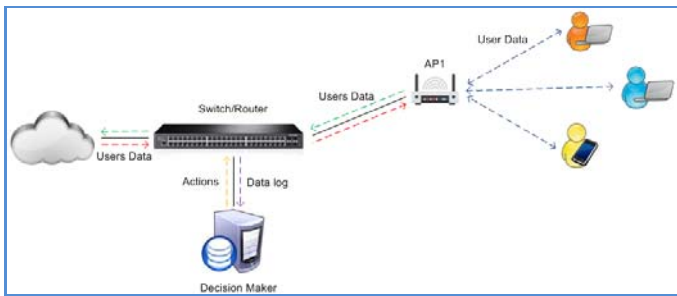 AP1
User Data
Users Data
Switch/Router
Users Data
Actions
Data log
Decision Maker